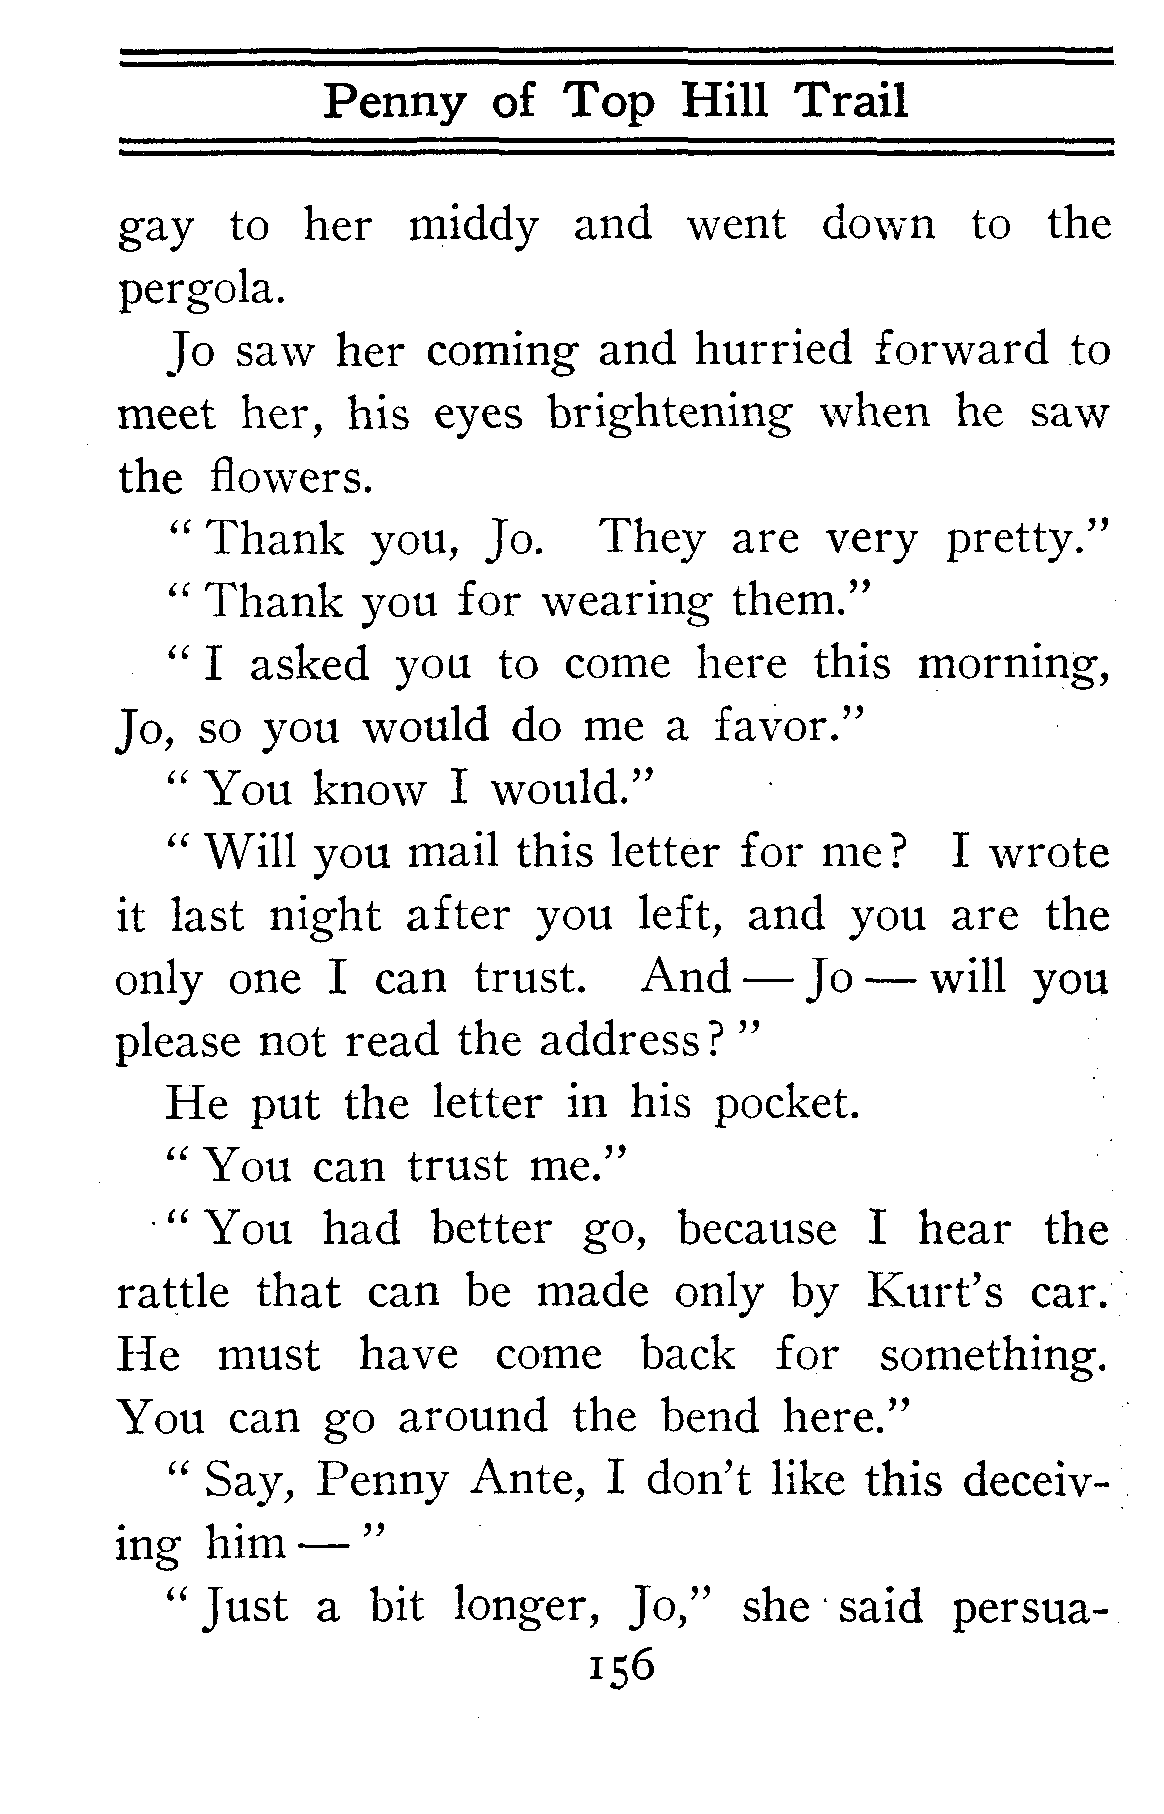 Penny of Top Hill Trail
gay to her middy and went down to the
pergola.
Jo saw her coming and hurried forward to
meet her, his eyes brightening when he saw
the flowers.
“ Thank you, Jo. They are very pretty.”
“ Thank you for wearing them.”
“ I asked you to come here this morning,
Jo, so you would do me a favor.”
“ You know I would.”
“ Will you mail this letter for me? I wrote
it last night after you left, and you are the
only one I can trust. And — Jo — will you
please not read the address? ”
He put the letter in his pocket.
“ You can trust me.”
“ You had better go, because I hear the
rattle that can be made only by Kurt’s car.
He must have come back for something.
You can go around the bend here.”
“ Say, Penny Ante, I don’t like this deceiv-
ing him — ”
“ Just a bit longer, Jo,” she said persua-
156